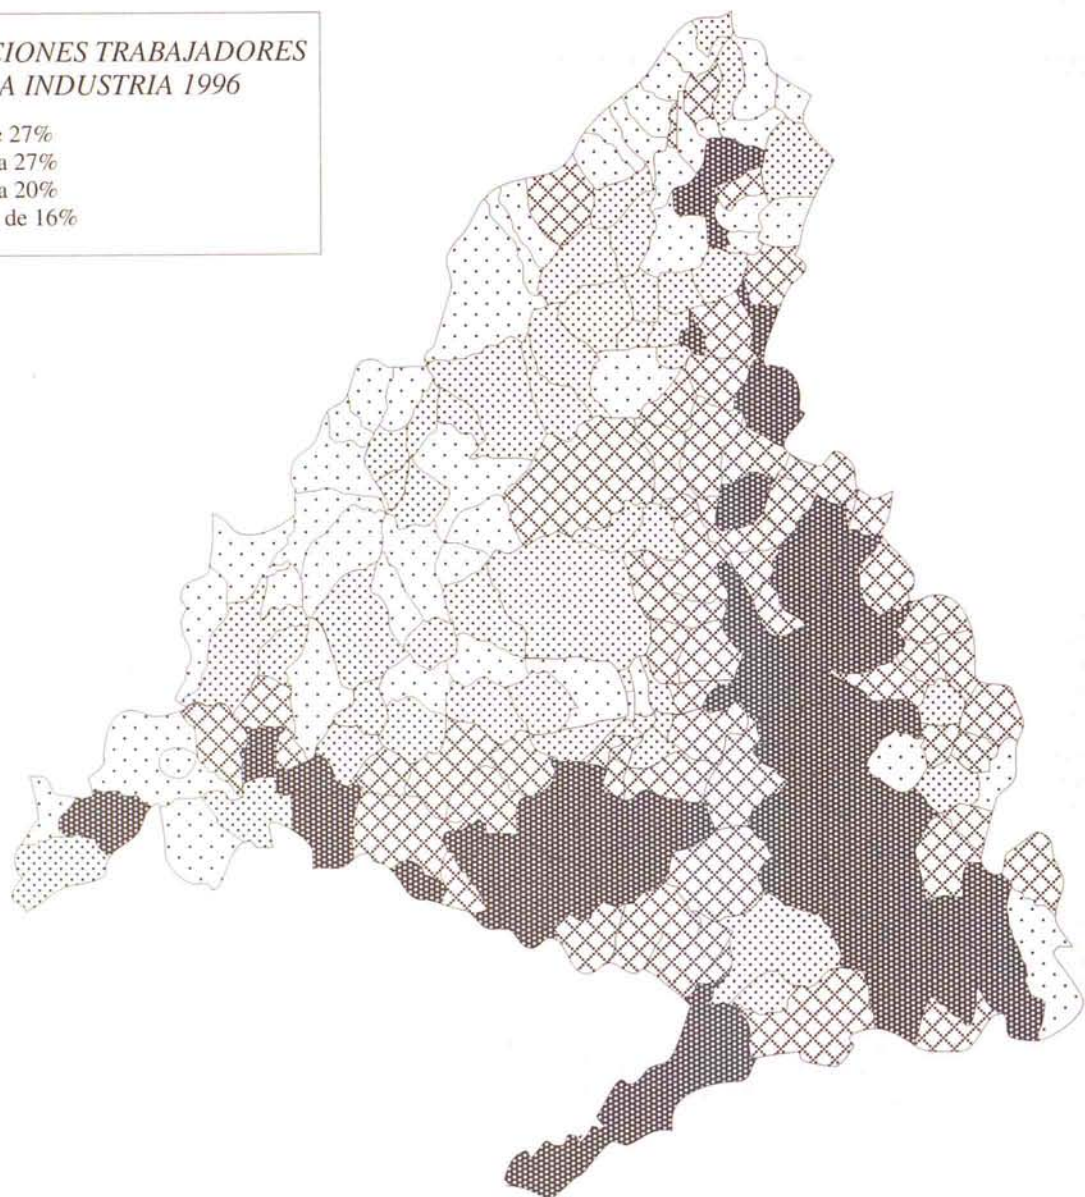 CIONES TRABAJADORES
A INDUSTRIA 1996
27%
a 27%
a 20%
de 16%